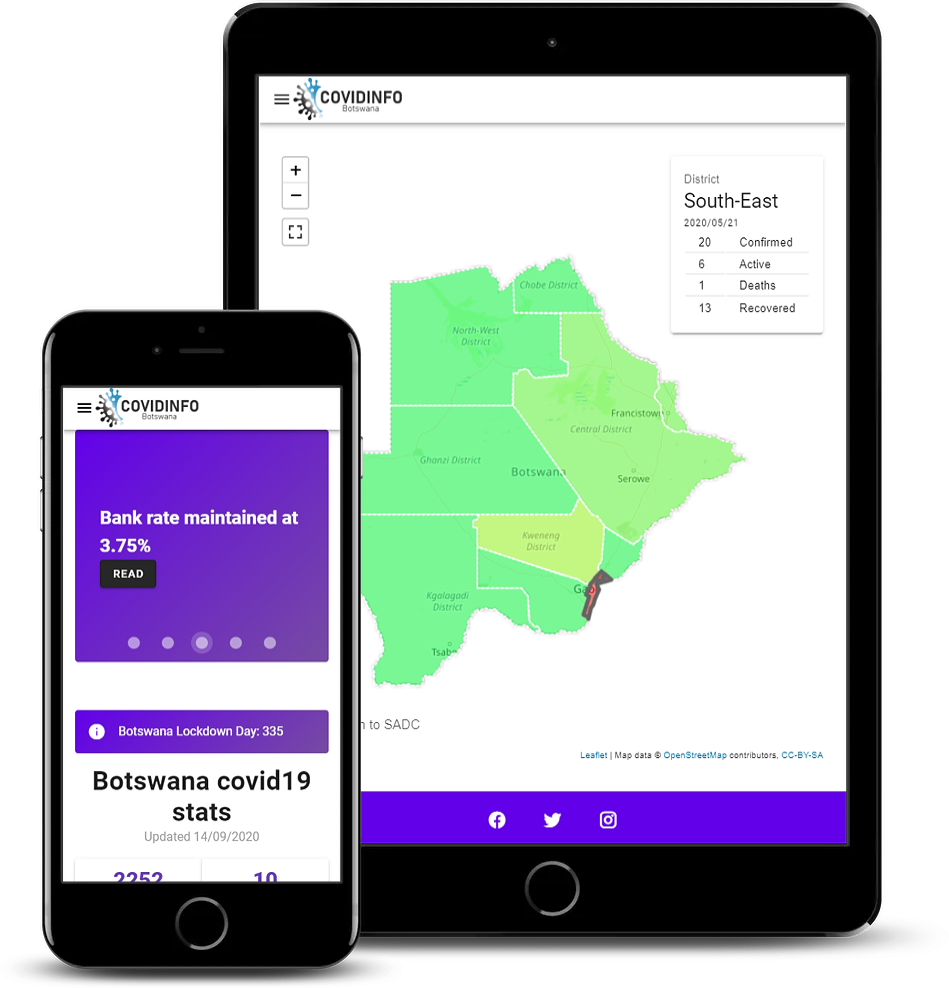 COVIDINFO
Botswana
+
−
District
South-East
2020/05/21
20 Confirmed
6 Active
1 Deaths
13 Recovered
Chobe District
North-West
District
Francistown
Central District
Ghanzi District
Botswana
Serowe
Kweneng
District
Kgalagadi
District
to SADC
Leaflet | Map data © OpenStreetMap contributors, CC-BY-SA
COVIDINFO
Botswana
Bank rate maintained at
3.75%
READ
Botswana Lockdown Day: 335
Botswana covid19
stats
Updated 14/09/2020
2252 10